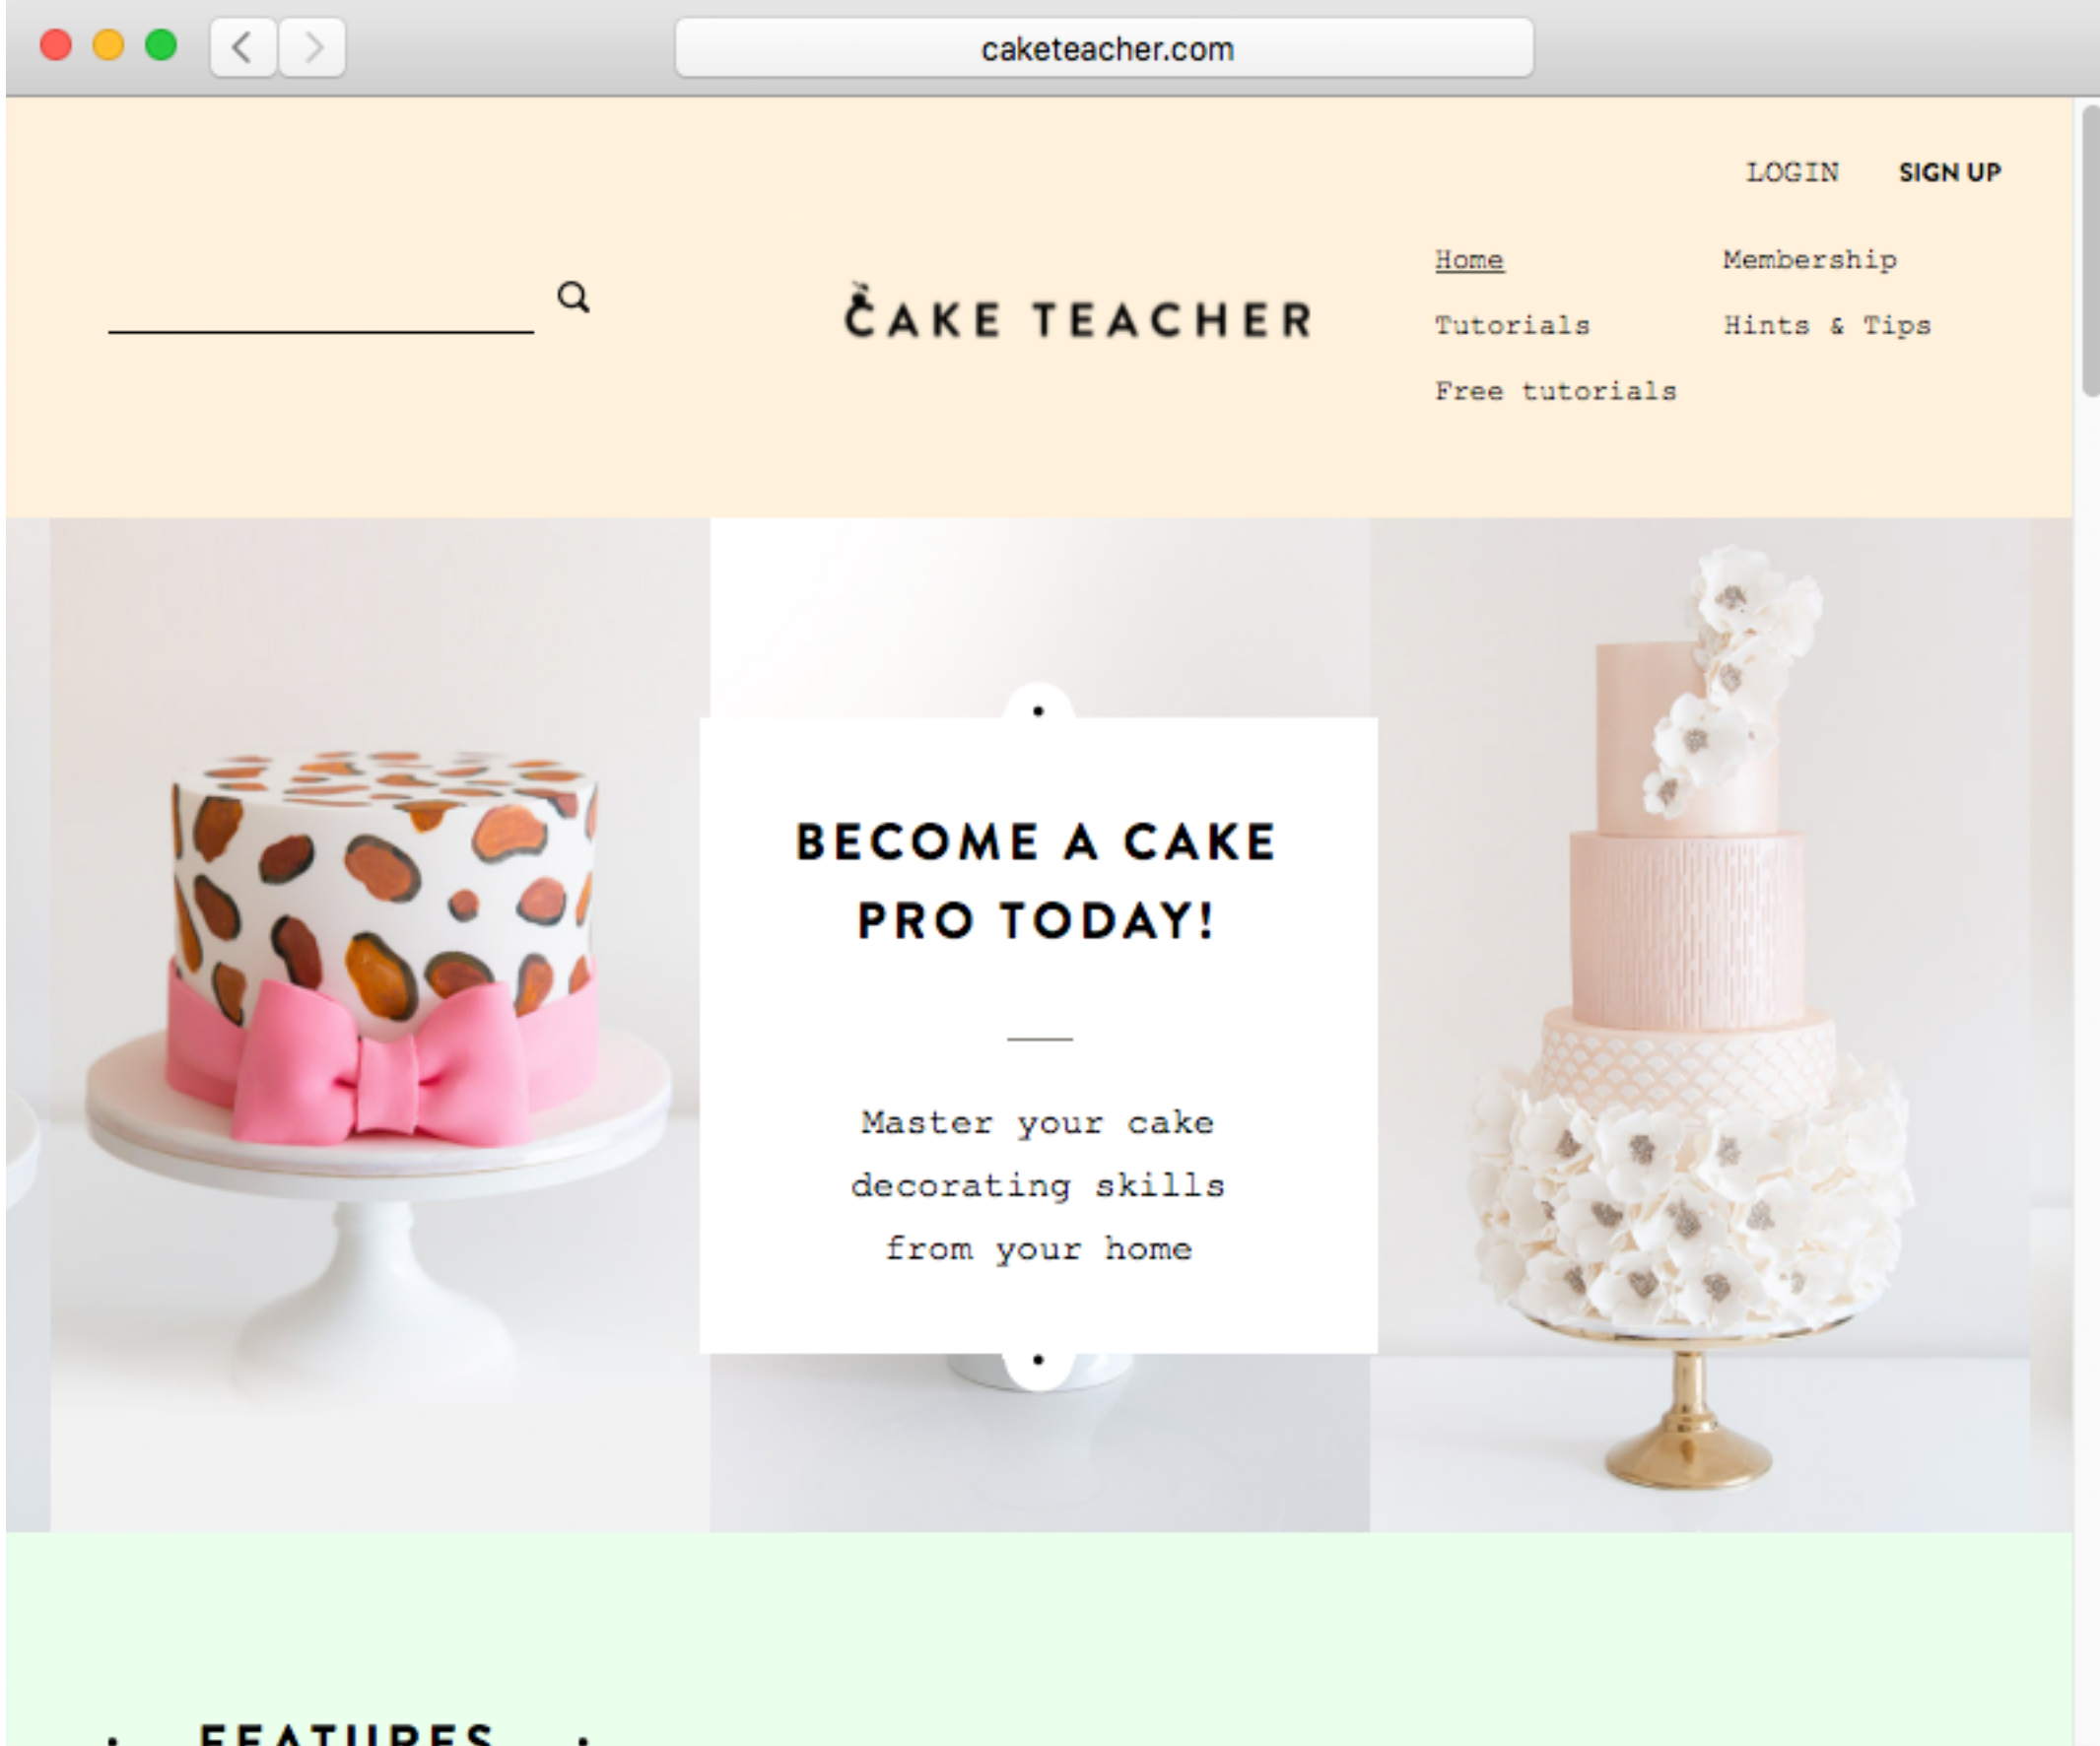 caketeacher.com
LOGIN SIGN UP
CAKE TEACHER
Home Membership
Tutorials Hints & Tips
Free tutorials
BECOME A CAKE
PRO TODAY!
Master your cake
decorating skills
from your home
FEATURES